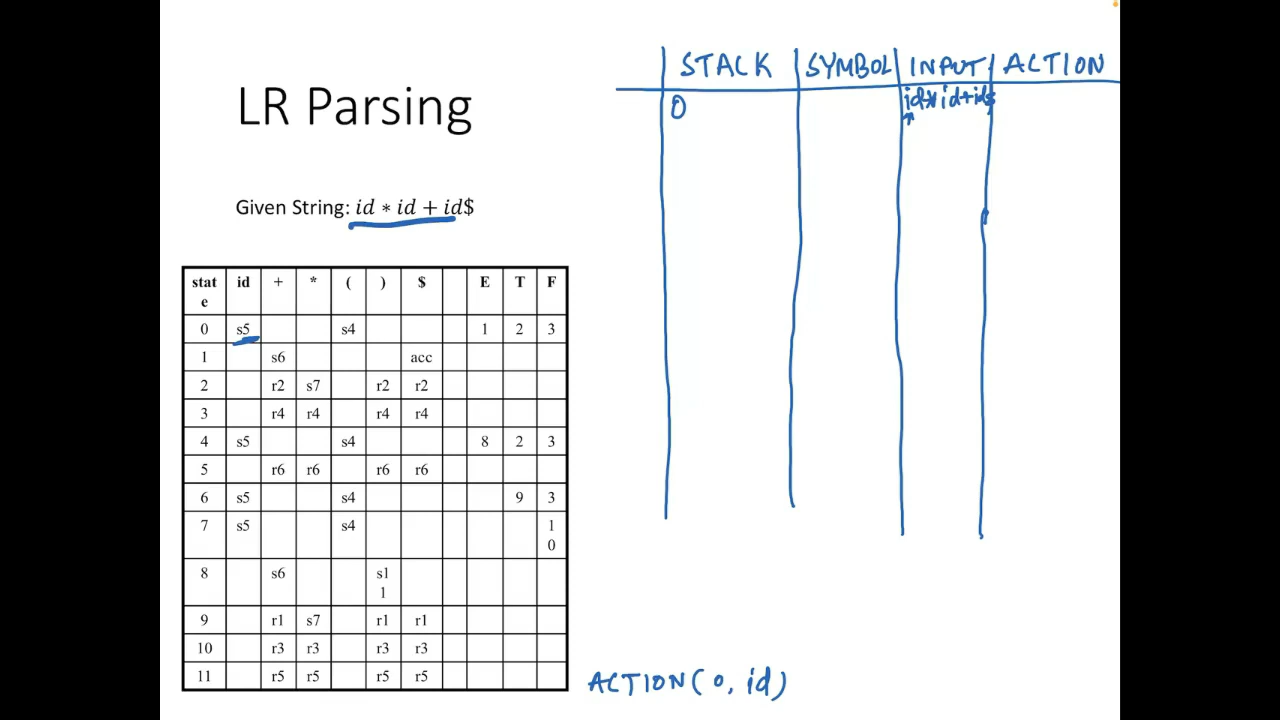 LR Parsing
Given String: id * id + id$
state id + * ( ) $ E T F
0 s5 s4 1 2 3
1 s6 acc
2 r2 s7 r2 r2
3 r4 r4 r4 r4
4 s5 s4 8 2 3
5 r6 r6 r6 r6
6 s5 s4 9 3
7 s5 s4 10
8 s6 s11
9 r1 s7 r1 r1
10 r3 r3 r3 r3
11 r5 r5 r5 r5
STACK SYMBOL INPUT ACTION
0 id*id+id$
ACTION(0, id)